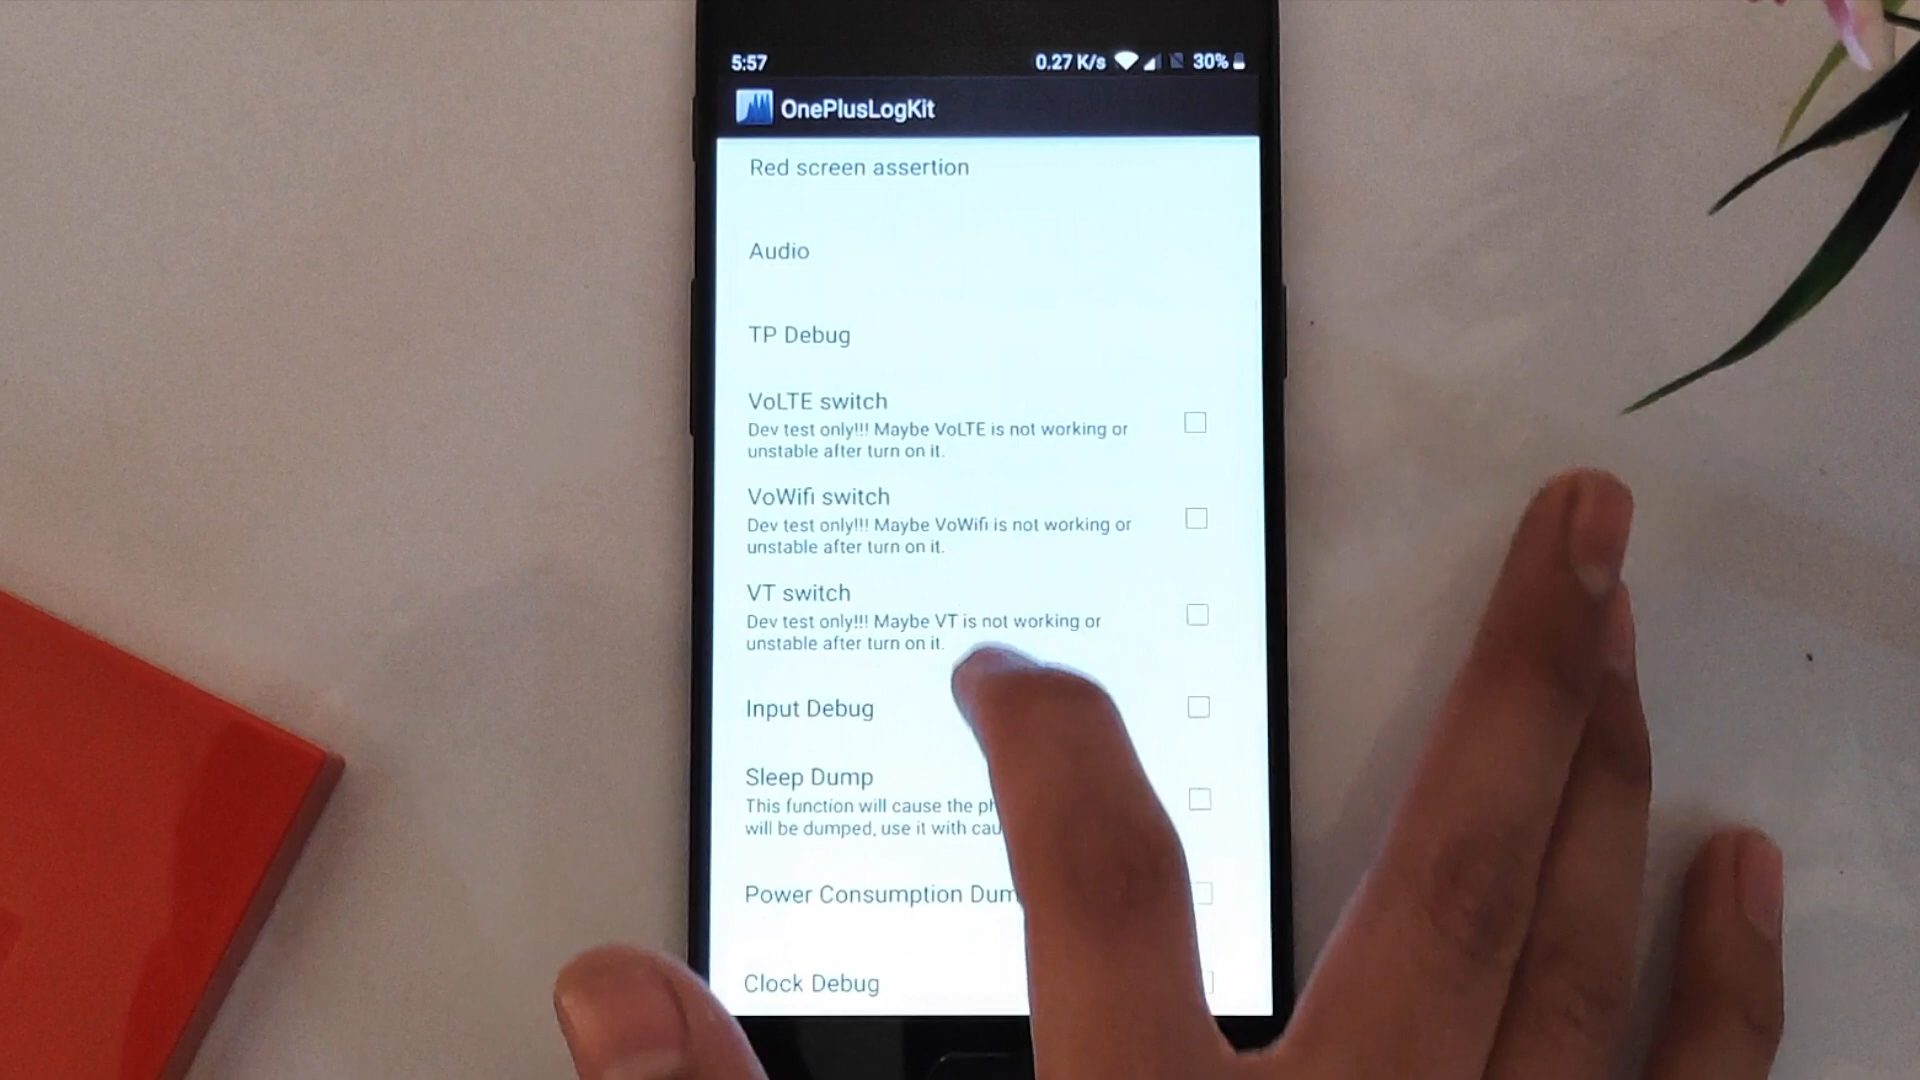 5:57
0.27 K/s
30%
OnePlusLogKit
Red screen assertion
Audio
TP Debug
VoLTE switch
Dev test only!!! Maybe VoLTE is not working or
unstable after turn on it.
VoWifi switch
Dev test only!!! Maybe VoWifi is not working or
unstable after turn on it.
VT switch
Dev test only!!! Maybe VT is not working or
unstable after turn on it.
Input Debug
Sleep Dump
This function will cause the
will be dumped, use it with
Power Consumption
Clock Debug